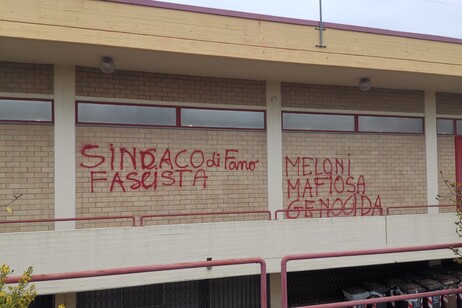 SINDACO di Fano
FASCISTA
MELONI
MAFIOSA
GENOCIDA